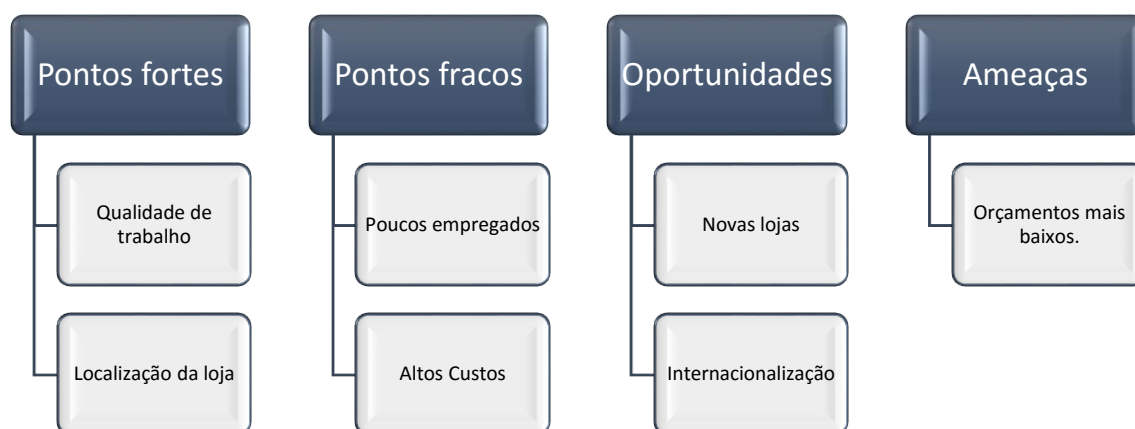 Pontos fortes
Qualidade de
trabalho
Localização da loja
Pontos fracos
Poucos empregados
Altos Custos
Oportunidades
Novas lojas
Internacionalização
Ameaças
Orçamentos mais
baixos.